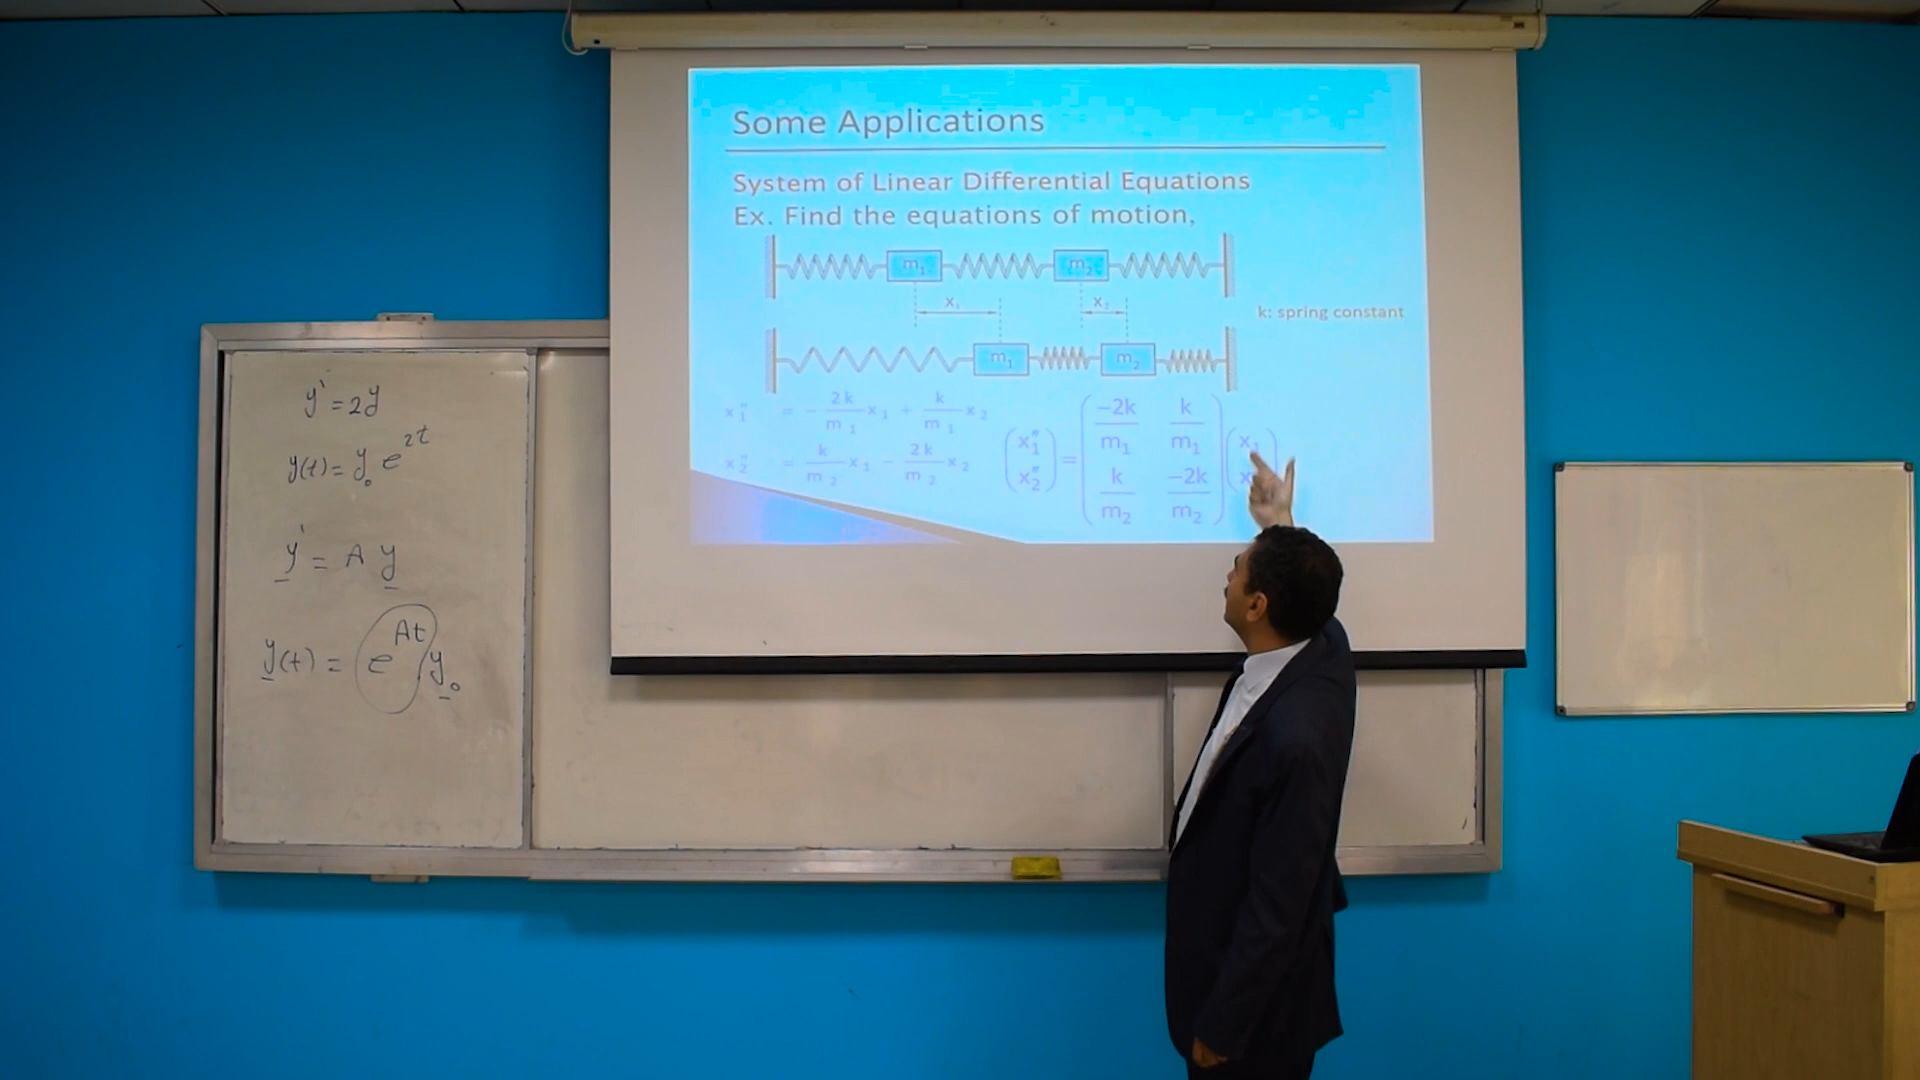 Some Applications
System of Linear Differential Equations
Ex. Find the equations of motion,
m₁ m₂
x₁ x₂
k: spring constant
m₁ m₂
x₁″ = − 2k/m₁ x₁ + k/m₁ x₂
x₂″ = k/m₂ x₁ − 2k/m₂ x₂
(x₁″ x₂″) = (−2k/m₁ k/m₁ k/m₂ −2k/m₂) (x₁ x
y' = 2y
y(t) = y₀ e^2t
y' = A y
y(t) = e^At y₀